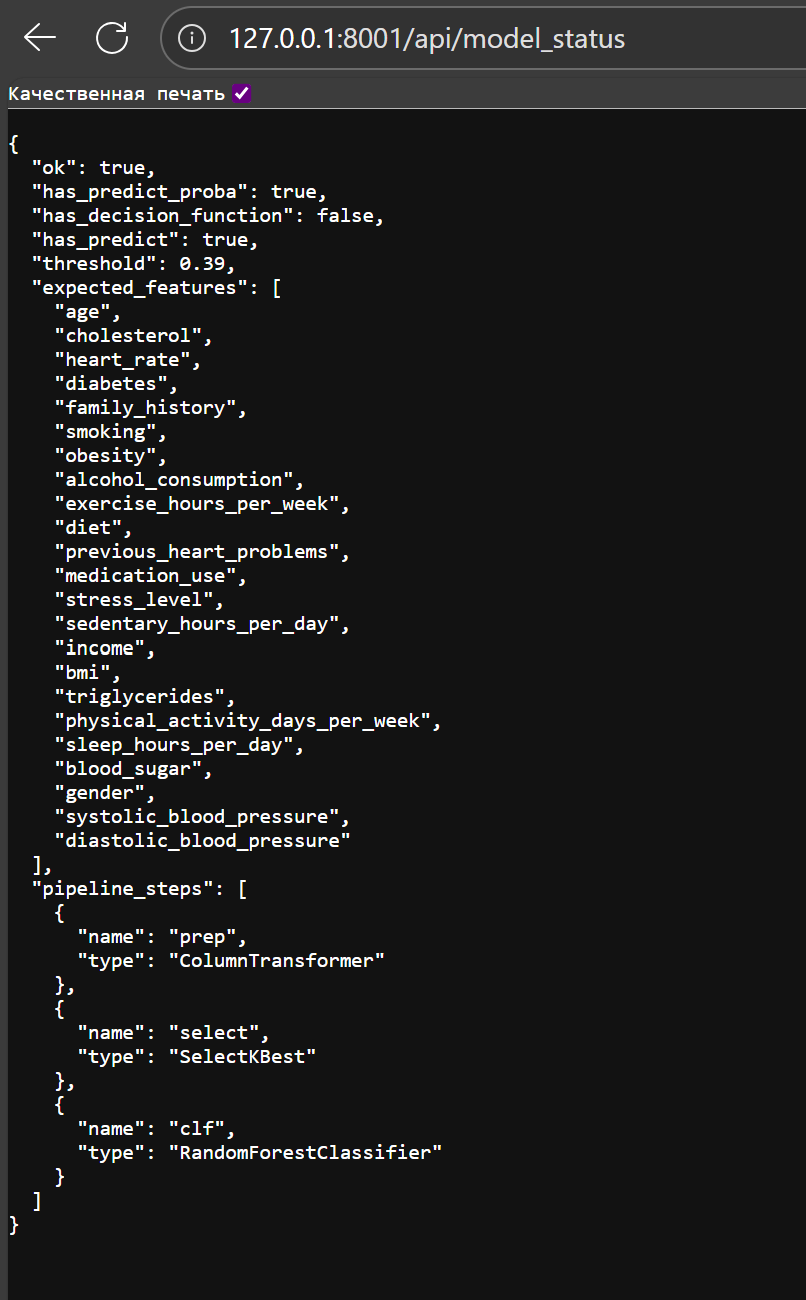 127.0.0.1:8001/api/model_status
Качественная печать
{
  "ok": true,
  "has_predict_proba": true,
  "has_decision_function": false,
  "has_predict": true,
  "threshold": 0.39,
  "expected_features": [
    "age",
    "cholesterol",
    "heart_rate",
    "diabetes",
    "family_history",
    "smoking",
    "obesity",
    "alcohol_consumption",
    "exercise_hours_per_week",
    "diet",
    "previous_heart_problems",
    "medication_use",
    "stress_level",
    "sedentary_hours_per_day",
    "income",
    "bmi",
    "triglycerides",
    "physical_activity_days_per_week",
    "sleep_hours_per_day",
    "blood_sugar",
    "gender",
    "systolic_blood_pressure",
    "diastolic_blood_pressure"
  ],
  "pipeline_steps": [
    {
      "name": "prep",
      "type": "ColumnTransformer"
    },
    {
      "name": "select",
      "type": "SelectKBest"
    },
    {
      "name": "clf",
      "type": "RandomForestClassifier"
    }
  ]
}